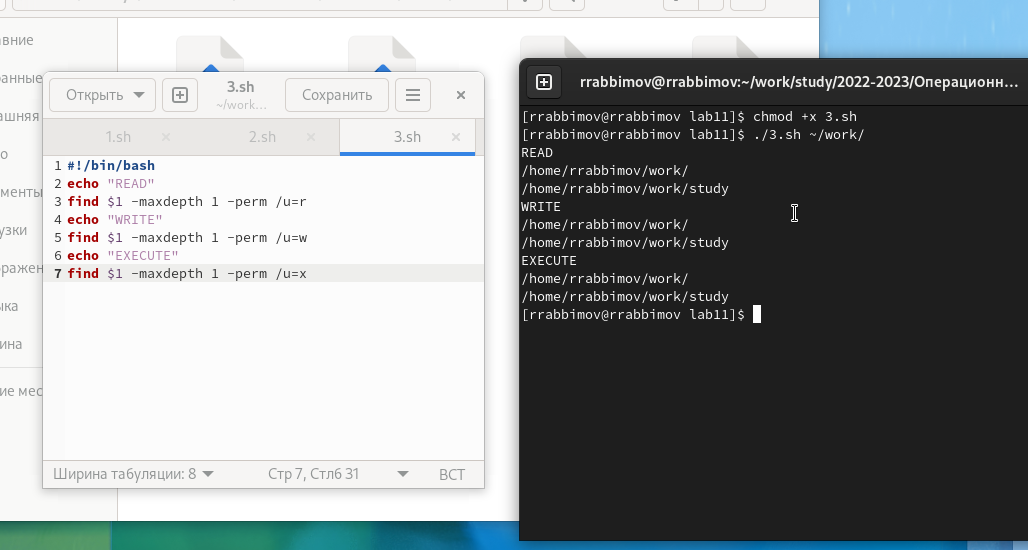 авние
анные
ашняя
о
менты
узки
ражен
ыка
ина
ие мес
Открыть
3.sh
~/work...
Сохранить
1.sh
2.sh
3.sh
1 #!/bin/bash
2 echo "READ"
3 find $1 -maxdepth 1 -perm /u=r
4 echo "WRITE"
5 find $1 -maxdepth 1 -perm /u=w
6 echo "EXECUTE"
7 find $1 -maxdepth 1 -perm /u=x
Ширина табуляции: 8
Стр 7, Стлб 31
ВСТ
rrabbimov@rrabbimov:~/work/study/2022-2023/Операционн...
[rrabbimov@rrabbimov lab11]$ chmod +x 3.sh
[rrabbimov@rrabbimov lab11]$ ./3.sh ~/work/
READ
/home/rrabbimov/work/
/home/rrabbimov/work/study
WRITE
/home/rrabbimov/work/
/home/rrabbimov/work/study
EXECUTE
/home/rrabbimov/work/
/home/rrabbimov/work/study
[rrabbimov@rrabbimov lab11]$